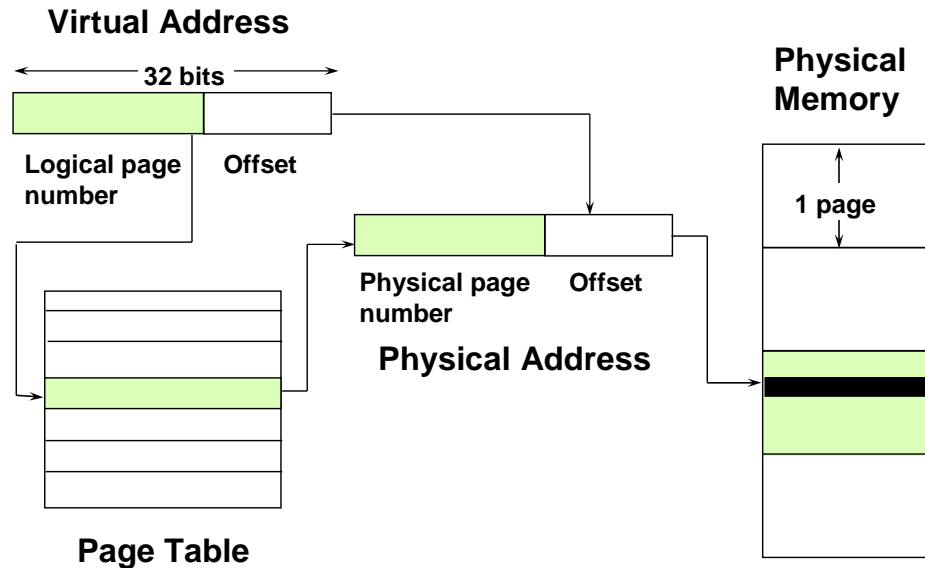 Virtual Address
32 bits
Logical page
number
Offset
Physical page
number
Offset
Physical Address
Page Table
Physical
Memory
1 page